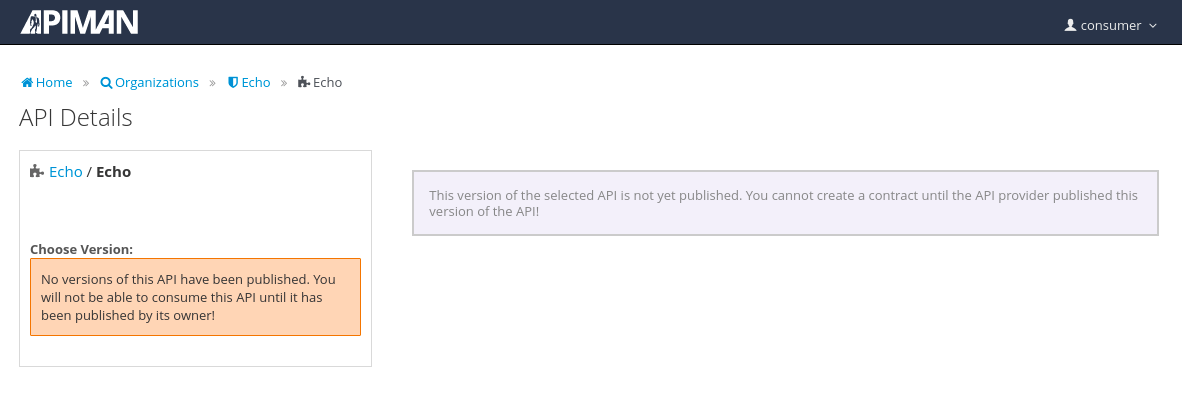 APIMAN
consumer
Home » Organizations » Echo » Echo
API Details
Echo / Echo
Choose Version:
No versions of this API have been published. You
will not be able to consume this API until it has
been published by its owner!
This version of the selected API is not yet published. You cannot create a contract until the API provider published this
version of the API!